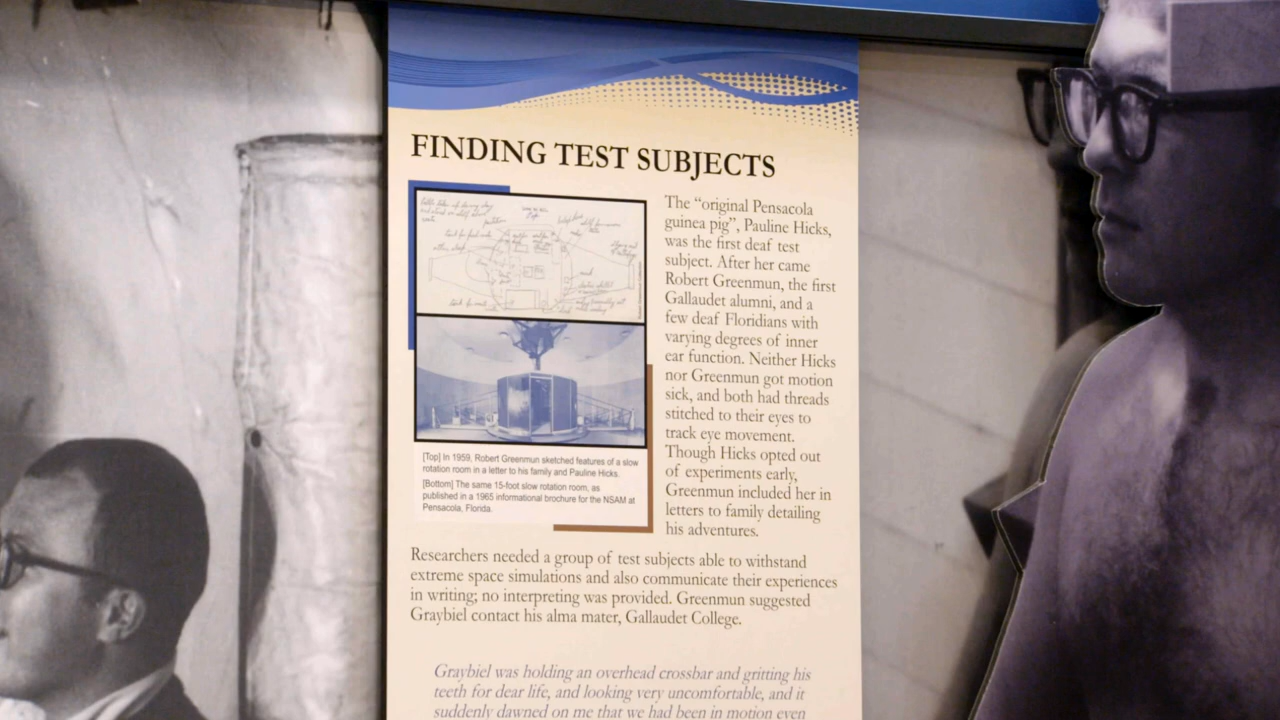 FINDING TEST SUBJECTS
The “original Pensacola
guinea pig”, Pauline Hicks,
was the first deaf test
subject. After her came
Robert Greenmun, the first
Gallaudet alumni, and a
few deaf Floridians with
varying degrees of inner
ear function. Neither Hicks
nor Greenmun got motion
sick, and both had threads
stitched to their eyes to
track eye movement.
Though Hicks opted out
of experiments early,
Greenmun included her in
letters to family detailing
his adventures.
[Top] In 1959, Robert Greenmun sketched features of a slow
rotation room in a letter to his family and Pauline Hicks.
[Bottom] The same 15-foot slow rotation room, as
published in a 1965 informational brochure for the NSAM at
Pensacola, Florida.
Researchers needed a group of test subjects able to withstand
extreme space simulations and also communicate their experiences
in writing; no interpreting was provided. Greenmun suggested
Graybiel contact his alma mater, Gallaudet College.
Graybiel was holding an overhead crossbar and gritting his
teeth for dear life, and looking very uncomfortable, and it
suddenly dawned on me that we had been in motion even